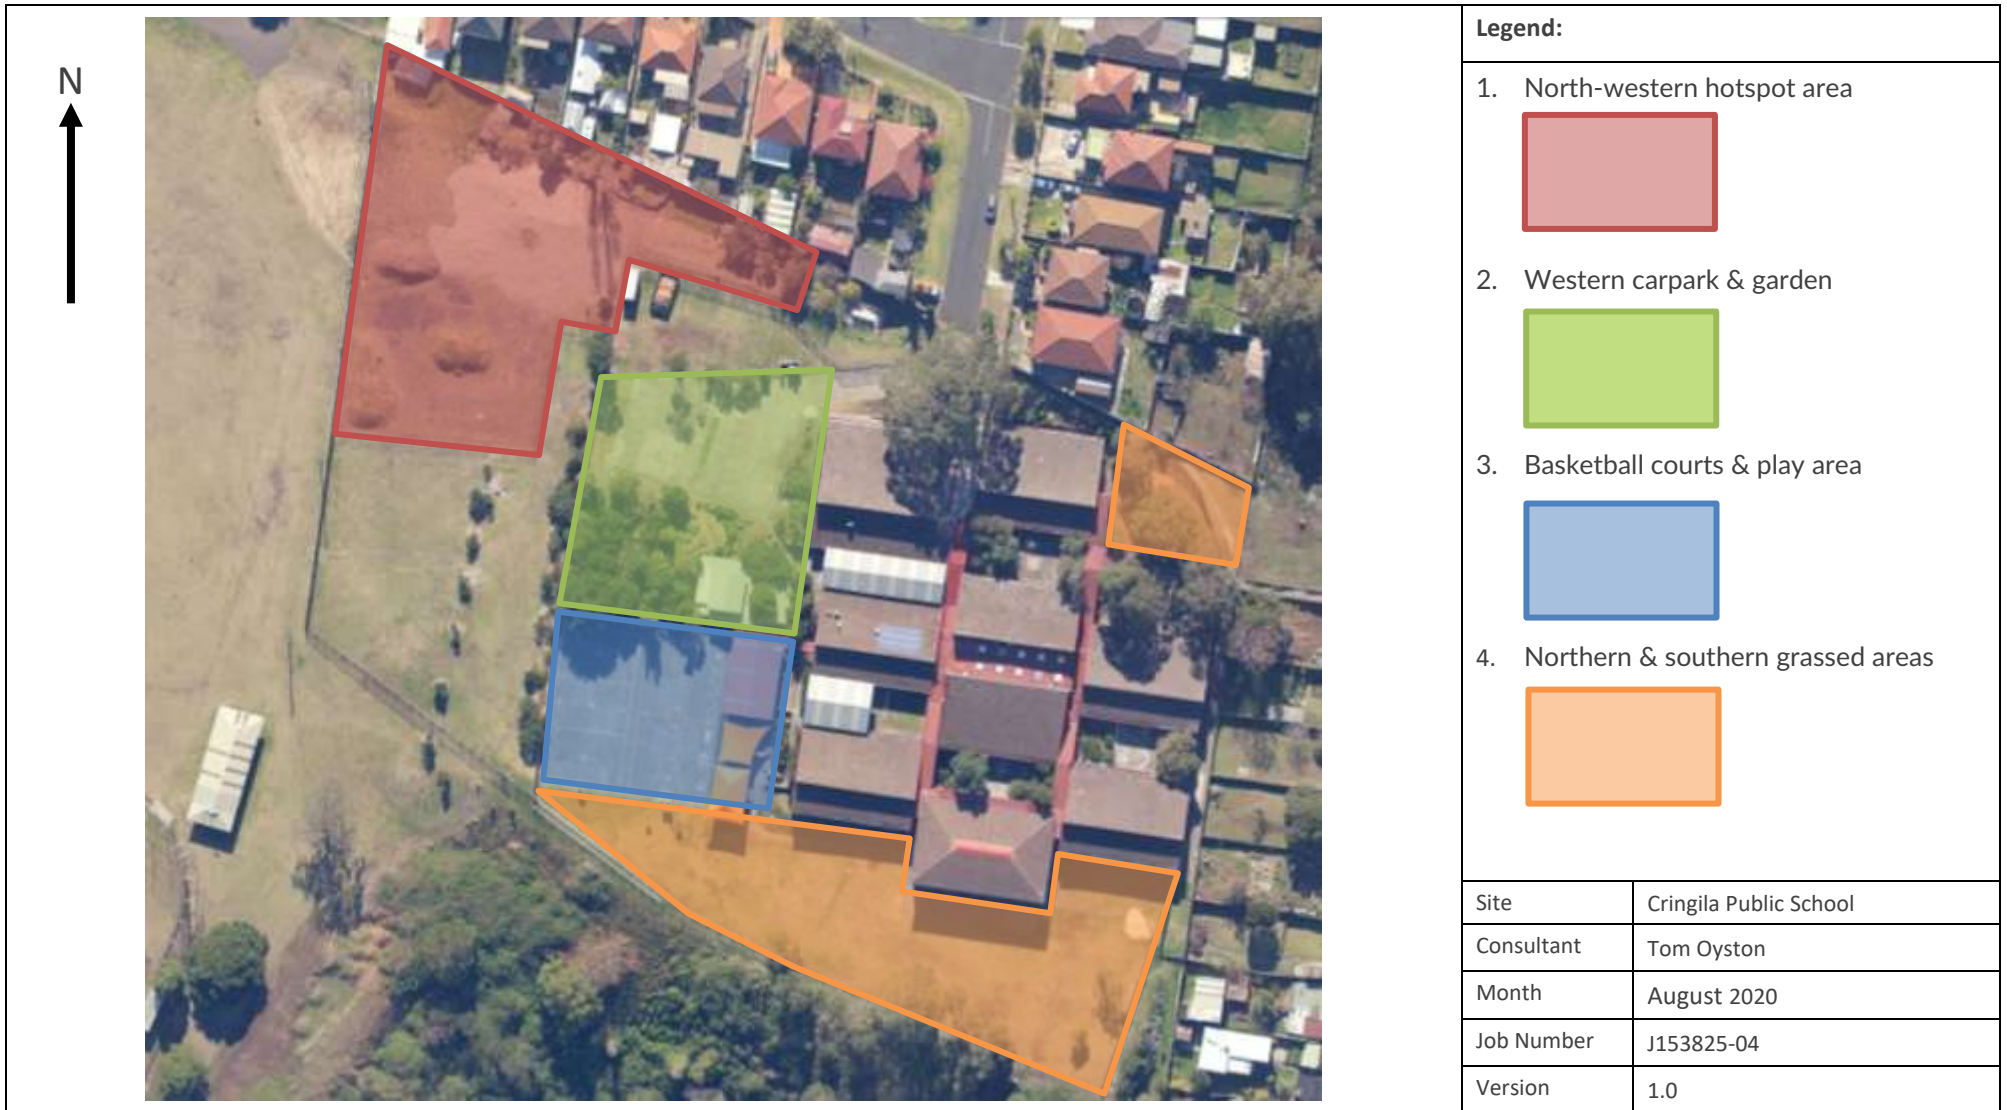 N
Legend:
1. North-western hotspot area
2. Western carpark & garden
3. Basketball courts & play area
4. Northern & southern grassed areas
Site Cringila Public School
Consultant Tom Oyston
Month August 2020
Job Number J153825-04
Version 1.0